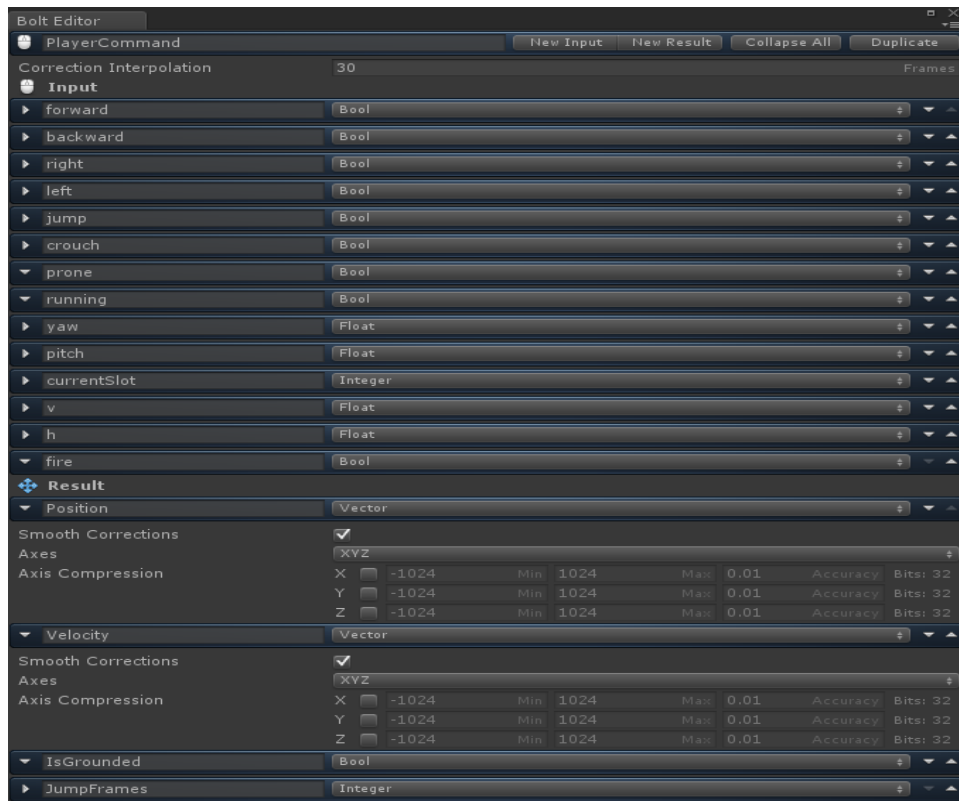 Bolt Editor
PlayerCommand New Input New Result Collapse All Duplicate
Correction Interpolation 30 Frames
Input
forward Bool
backward Bool
right Bool
left Bool
jump Bool
crouch Bool
prone Bool
running Bool
yaw Float
pitch Float
currentSlot Integer
v Float
h Float
fire Bool
Result
Position Vector
Smooth Corrections
Axes XYZ
Axis Compression X -1024 Min 1024 Max 0.01 Accuracy Bits: 32
Y -1024 Min 1024 Max 0.01 Accuracy Bits: 32
Z -1024 Min 1024 Max 0.01 Accuracy Bits: 32
Velocity Vector
Smooth Corrections
Axes XYZ
Axis Compression X -1024 Min 1024 Max 0.01 Accuracy Bits: 32
Y -1024 Min 1024 Max 0.01 Accuracy Bits: 32
Z -1024 Min 1024 Max 0.01 Accuracy Bits: 32
IsGrounded Bool
JumpFrames Integer